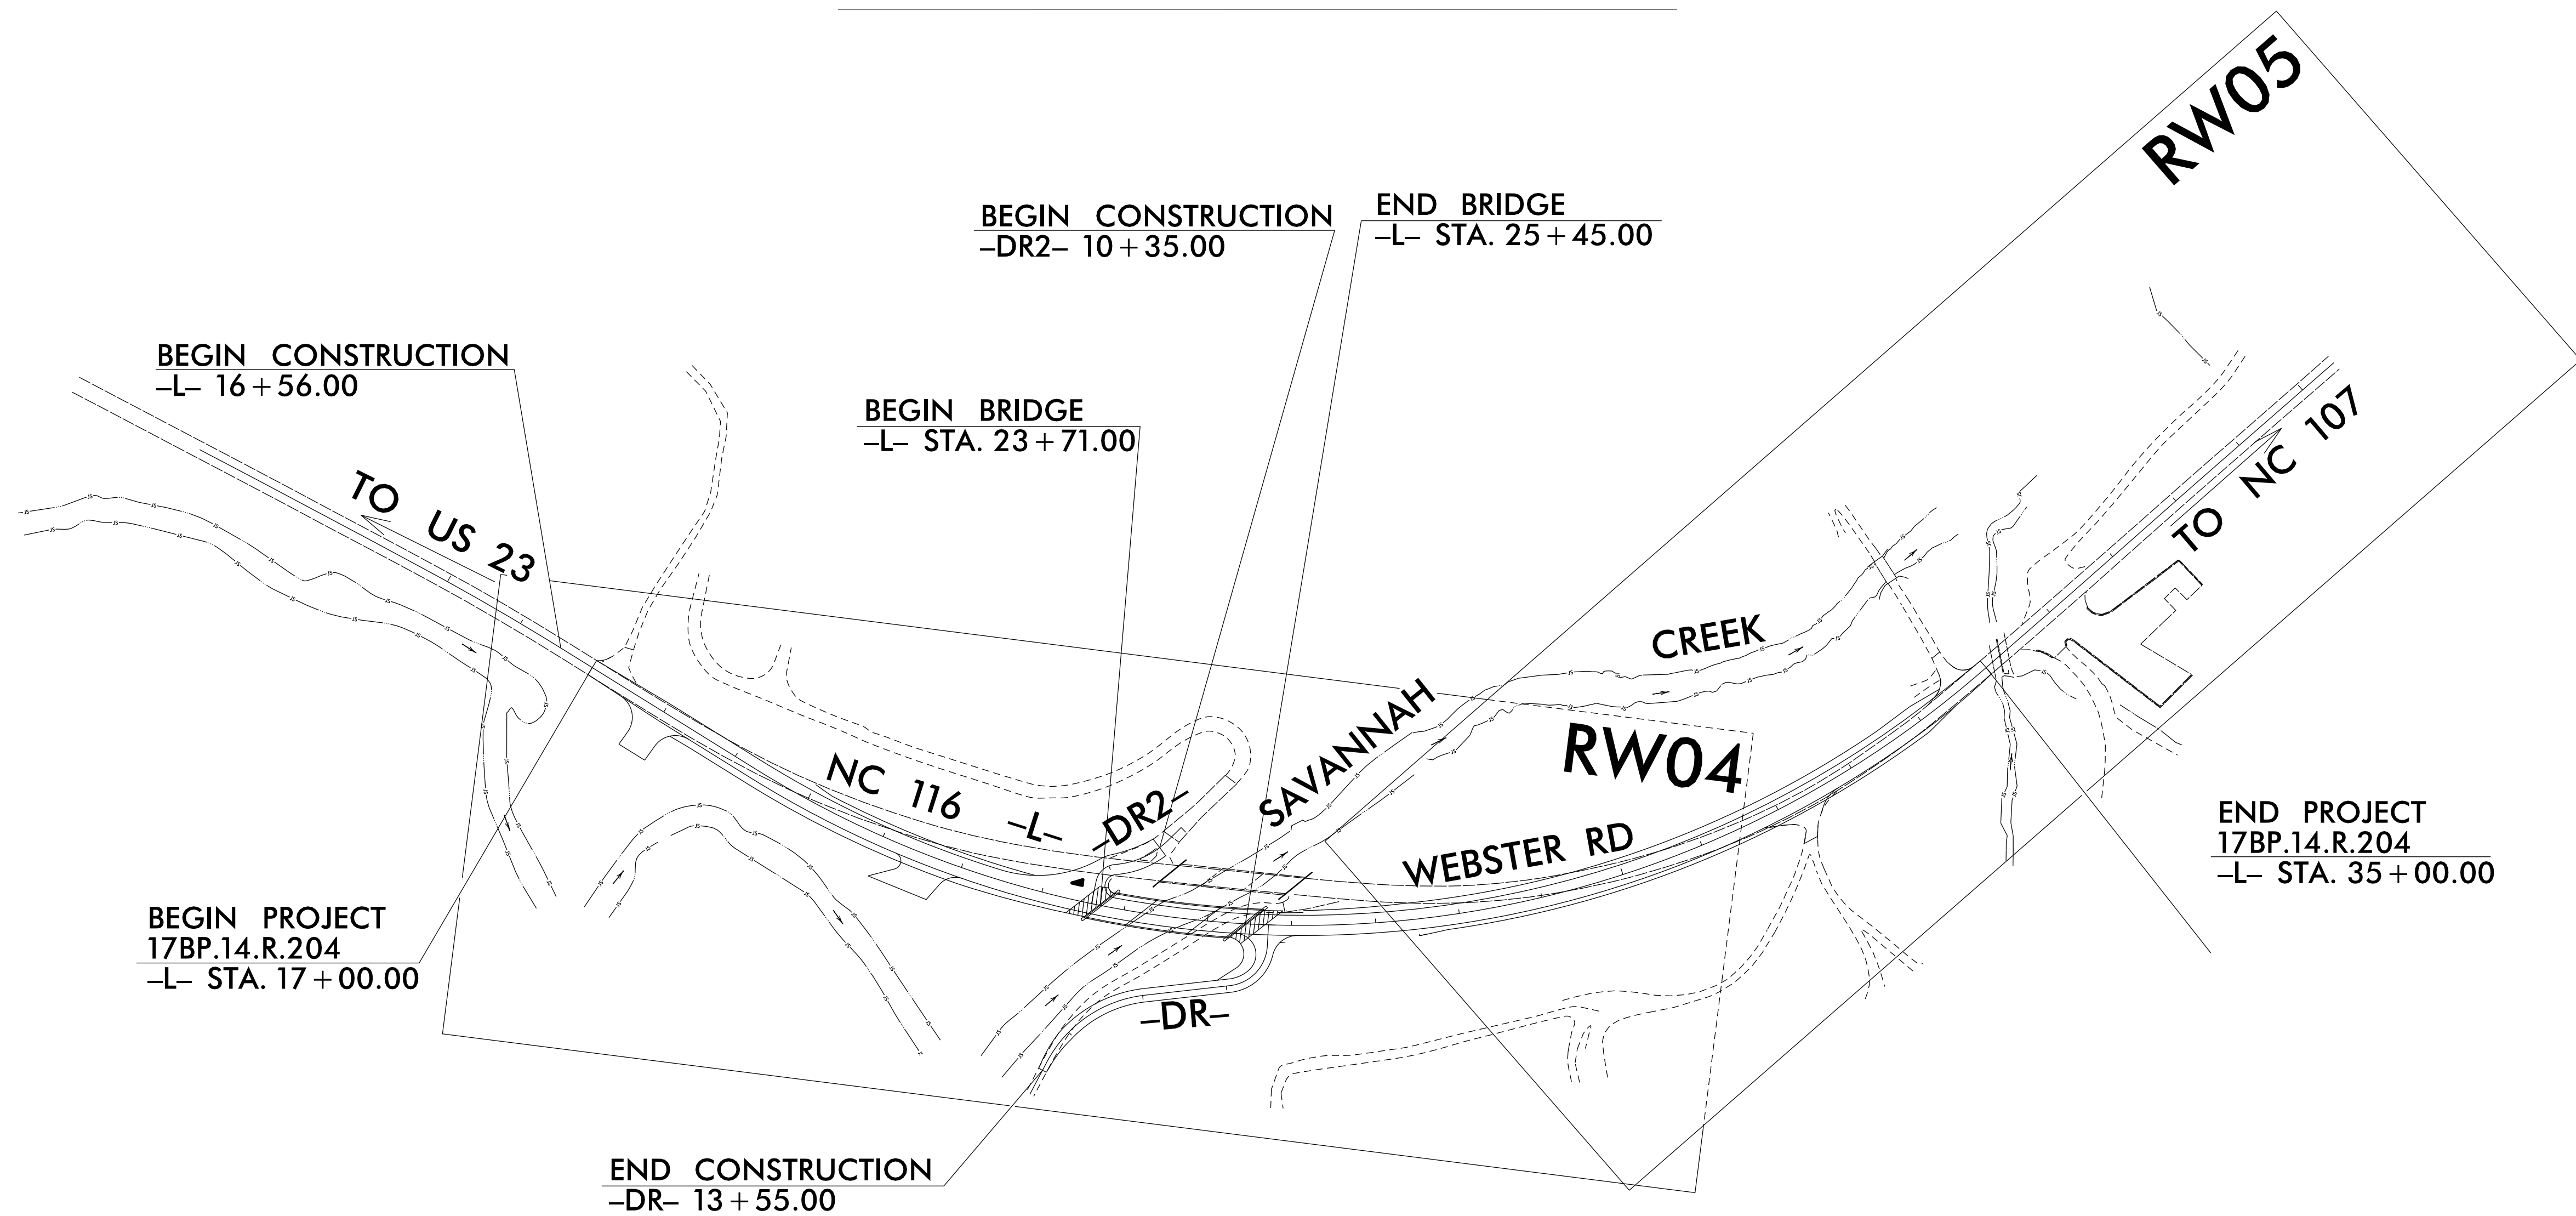 RW05
BEGIN CONSTRUCTION
–DR2– 10+35.00
END BRIDGE
–L– STA. 25+45.00
BEGIN CONSTRUCTION
–L– 16+56.00
BEGIN BRIDGE
–L– STA. 23+71.00
TO US 23
TO NC 107
CREEK
SAVANNAH
RW04
NC 116 –L– –DR2–
WEBSTER RD
END PROJECT
17BP.14.R.204
–L– STA. 35+00.00
BEGIN PROJECT
17BP.14.R.204
–L– STA. 17+00.00
–DR–
END CONSTRUCTION
–DR– 13+55.00